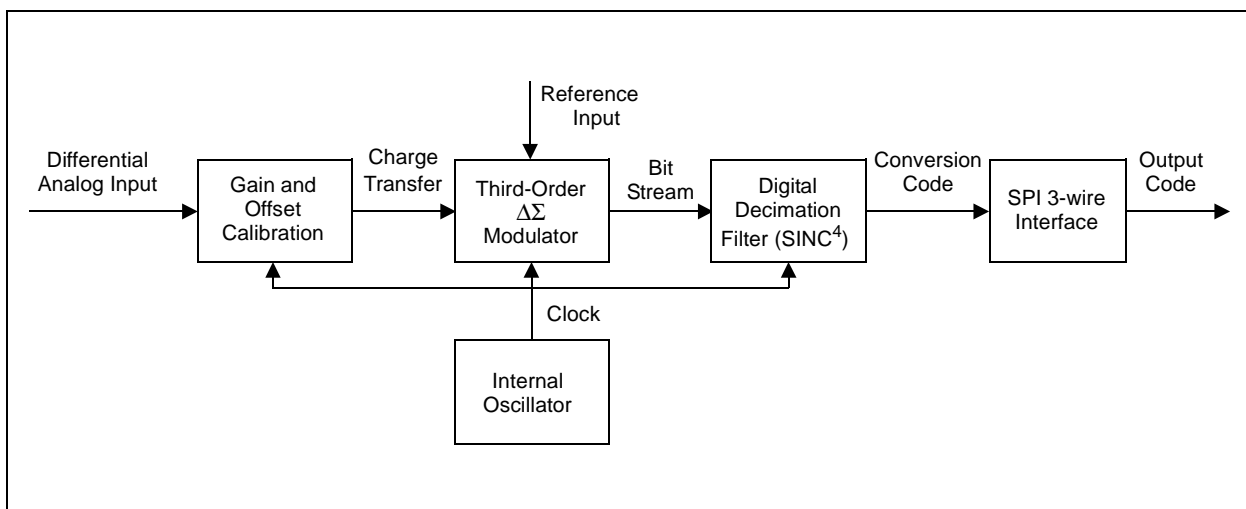 Differential
Analog Input
Gain and
Offset
Calibration
Charge
Transfer
Reference
Input
Third-Order
ΔΣ
Modulator
Bit
Stream
Digital
Decimation
Filter (SINC⁴)
Conversion
Code
SPI 3-wire
Interface
Output
Code
Clock
Internal
Oscillator